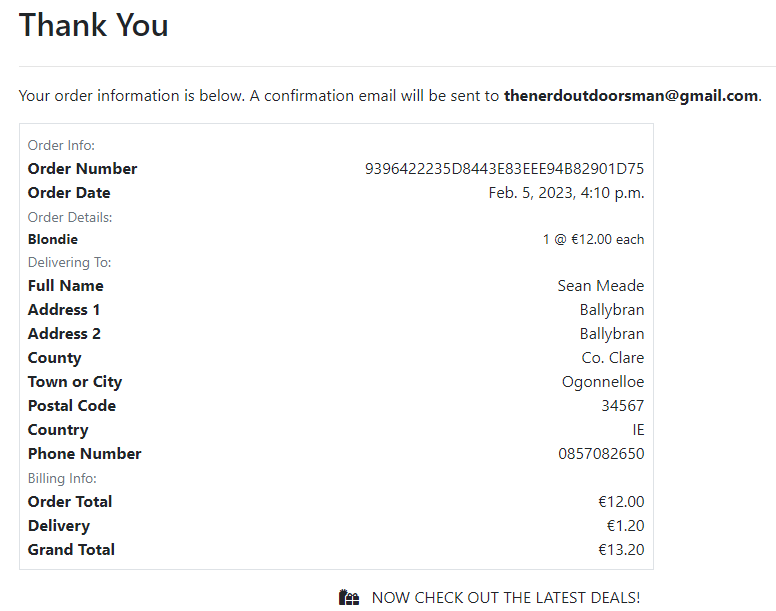 Thank You
Your order information is below. A confirmation email will be sent to thenerdoutdoorsman@gmail.com.
Order Info:
Order Number 9396422235D8443E83EEE94B82901D75
Order Date Feb. 5, 2023, 4:10 p.m.
Order Details:
Blondie 1 @ €12.00 each
Delivering To:
Full Name Sean Meade
Address 1 Ballybran
Address 2 Ballybran
County Co. Clare
Town or City Ogonnelloe
Postal Code 34567
Country IE
Phone Number 0857082650
Billing Info:
Order Total €12.00
Delivery €1.20
Grand Total €13.20
NOW CHECK OUT THE LATEST DEALS!